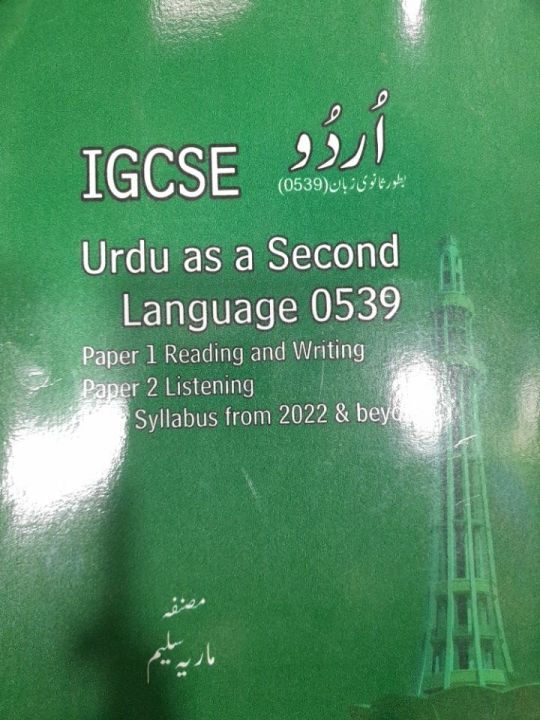 IGCSE اُردُو
بطور ثانوی زبان (0539)
Urdu as a Second
Language 0539
Paper 1 Reading and Writing
Paper 2 Listening
Syllabus from 2022 &
مصنفہ
ماریہ سلیم